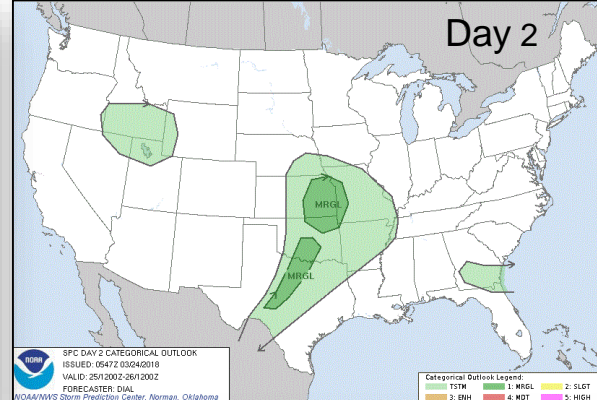 Day 2
MRGL
MRGL
NOAA
SPC DAY 2 CATEGORICAL OUTLOOK
ISSUED: 0547Z 03/24/2018
VALID: 25/1200Z-26/1200Z
FORECASTER: DIAL
NOAA/NWS Storm Prediction Center, Norman, Oklahoma
Categorical Outlook Legend:
TSTM 1: MRGL 2: SLGT
3: ENH 4: MDT 5: HIGH